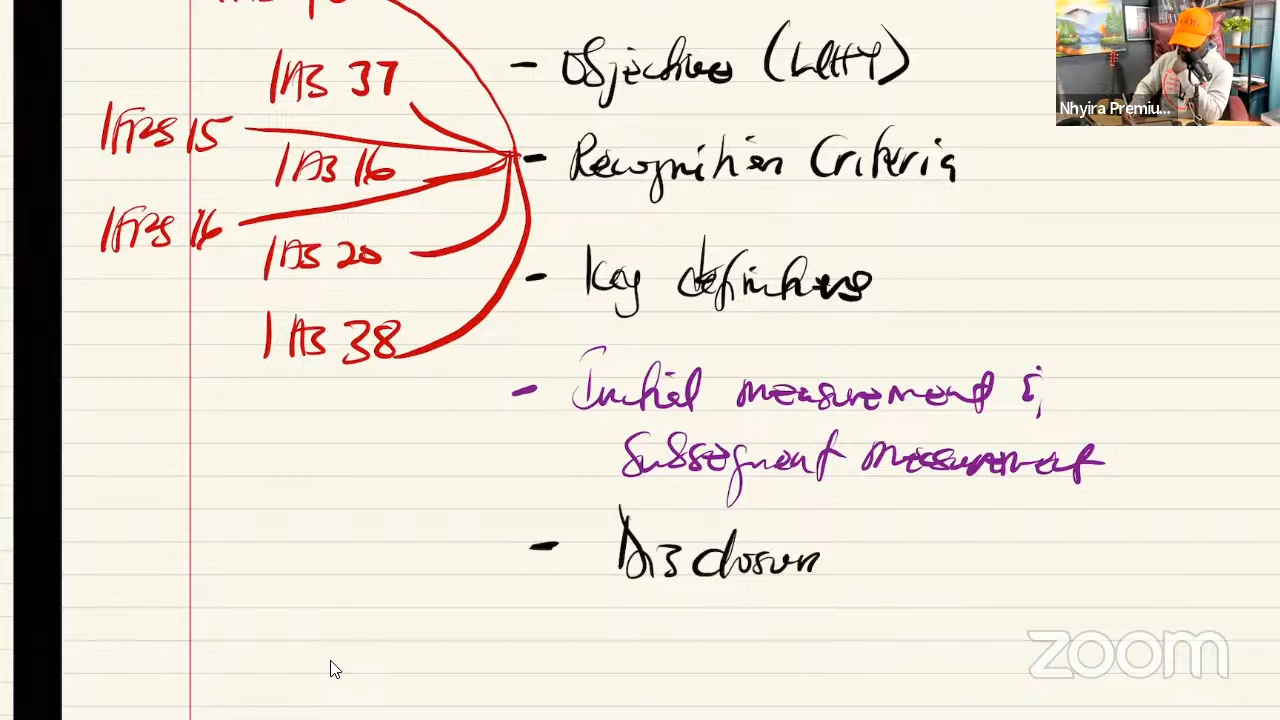 - Objectives (WHY)
IAS 37
IFRS 15
- Recognition Criteria
IAS 16
IFRS 16
IAS 20
- Key definitions
IAS 38
- Initial measurement &
subsequent measurement
- Disclosure
Nhyira Premiu...
zoom